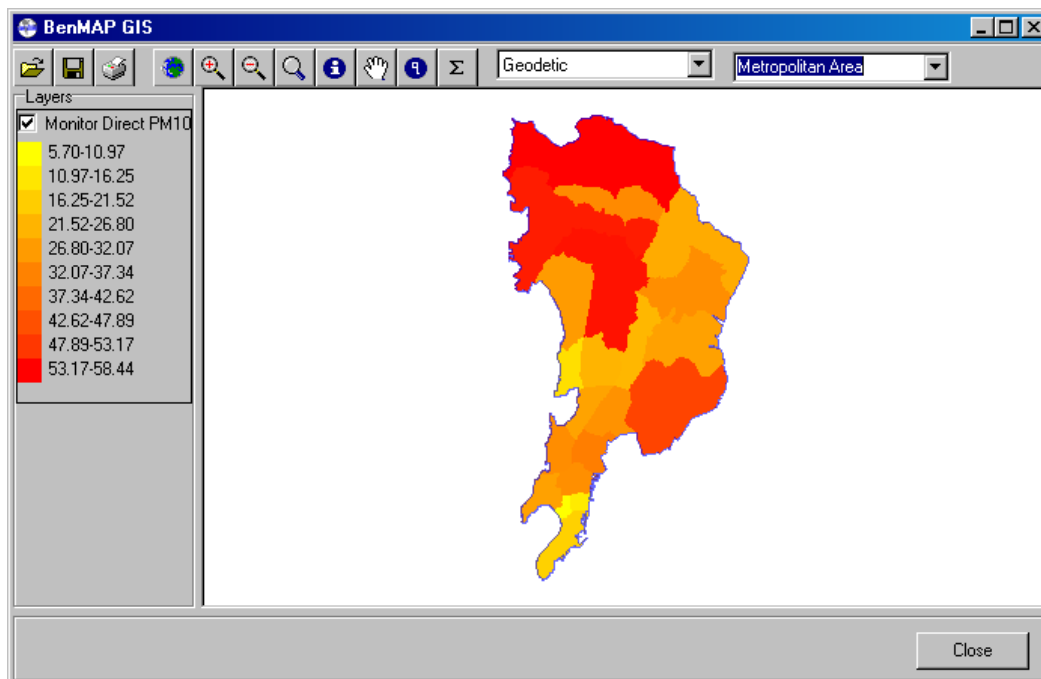 BenMAP GIS
Σ
Geodetic
Metropolitan Area
Layers
Monitor Direct PM10
5.70-10.97
10.97-16.25
16.25-21.52
21.52-26.80
26.80-32.07
32.07-37.34
37.34-42.62
42.62-47.89
47.89-53.17
53.17-58.44
Close